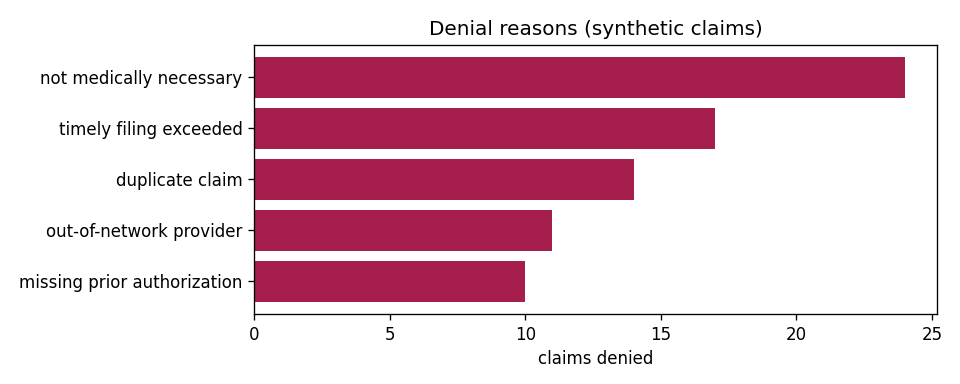 Denial reasons (synthetic claims)
not medically necessary
timely filing exceeded
duplicate claim
out-of-network provider
missing prior authorization
0 5 10 15 20 25
claims denied